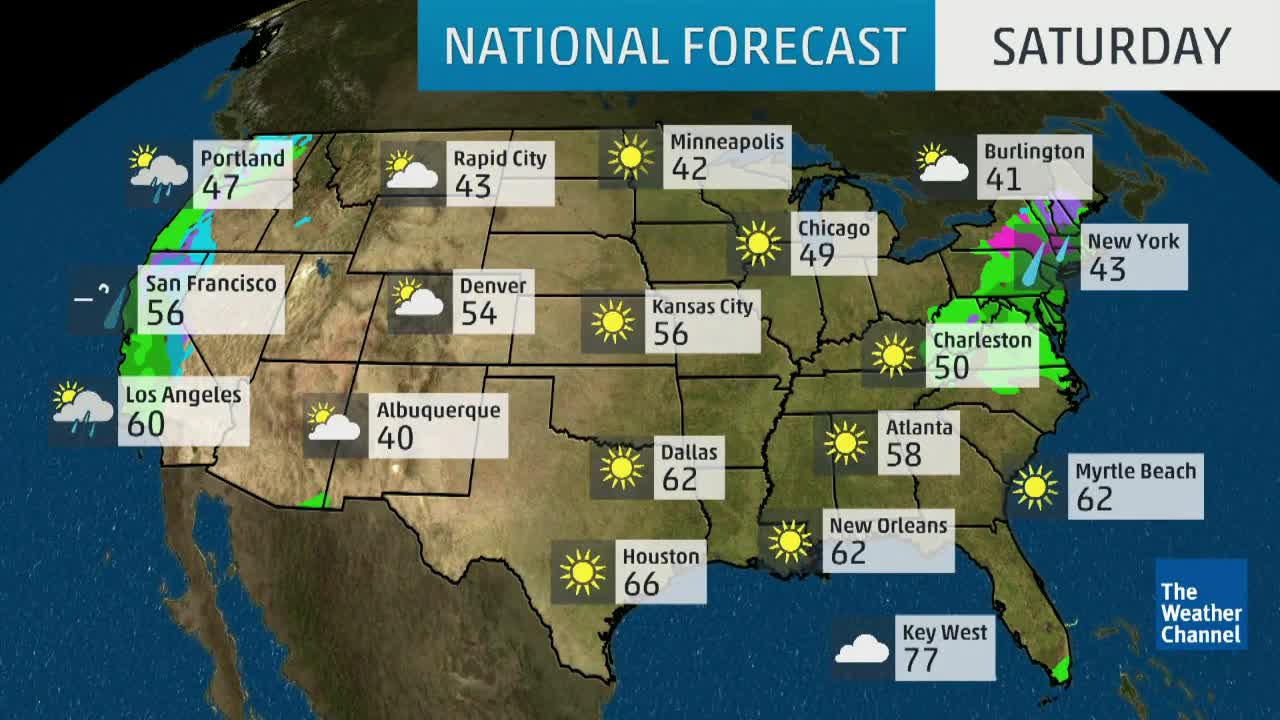 NATIONAL FORECAST
SATURDAY
Portland
47
Rapid City
43
Minneapolis
42
Burlington
41
Chicago
49
New York
43
San Francisco
56
Denver
54
Kansas City
56
Charleston
50
Los Angeles
60
Albuquerque
40
Dallas
62
Atlanta
58
Myrtle Beach
62
New Orleans
62
Houston
66
Key West
77
The
Weather
Channel